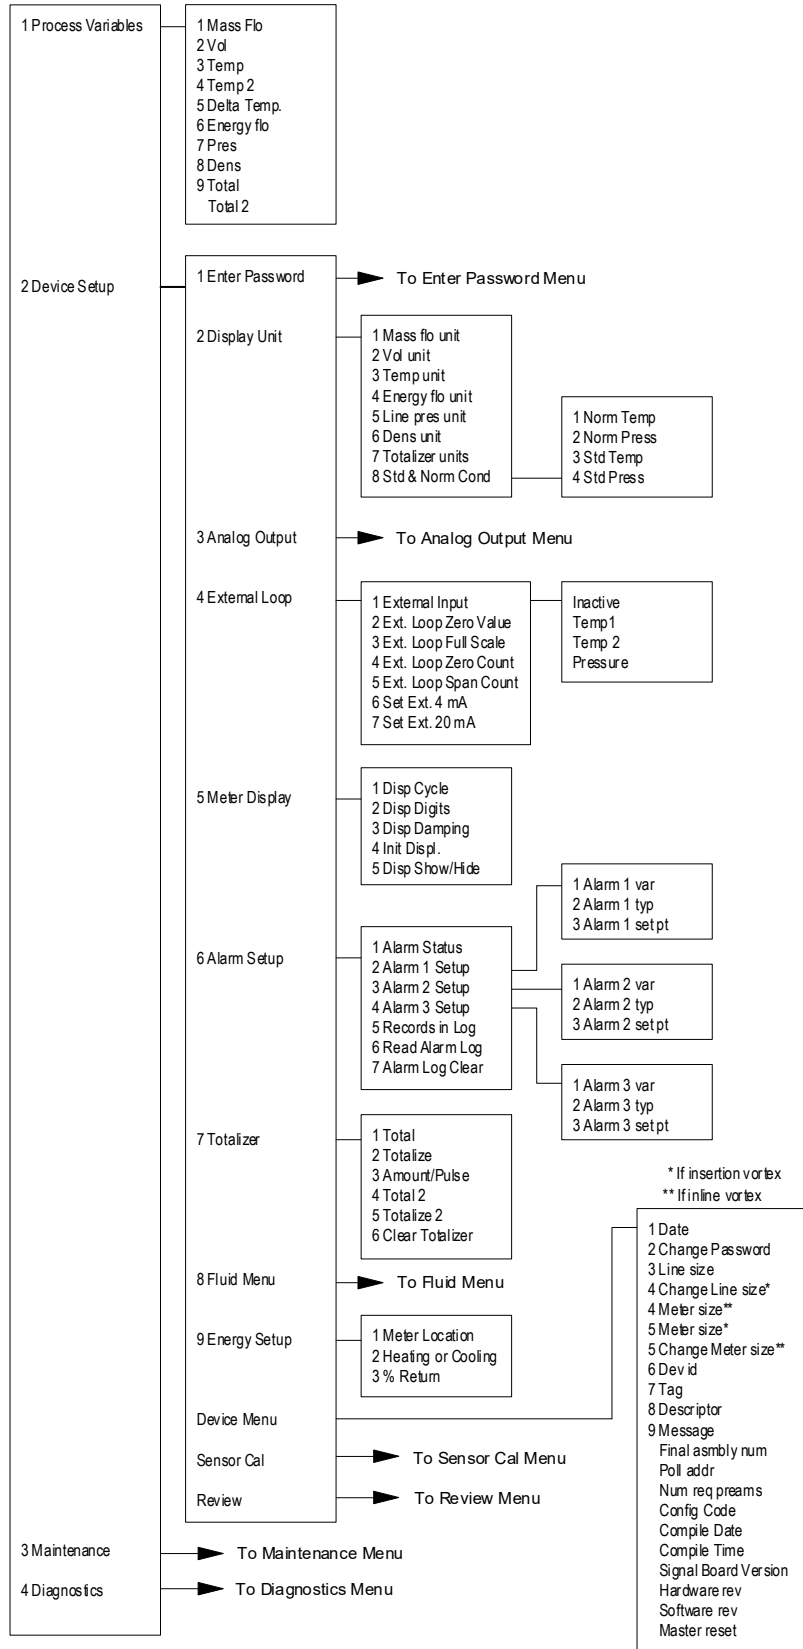 1 Process Variables
1 Mass Flo
2 Vol
3 Temp
4 Temp 2
5 Delta Temp.
6 Energy flo
7 Pres
8 Dens
9 Total
Total 2
2 Device Setup
1 Enter Password
To Enter Password Menu
2 Display Unit
1 Mass flo unit
2 Vol unit
3 Temp unit
4 Energy flo unit
5 Line pres unit
6 Dens unit
7 Totalizer units
8 Std & Norm Cond
1 Norm Temp
2 Norm Press
3 Std Temp
4 Std Press
3 Analog Output
To Analog Output Menu
4 External Loop
1 External Input
2 Ext. Loop Zero Value
3 Ext. Loop Full Scale
4 Ext. Loop Zero Count
5 Ext. Loop Span Count
6 Set Ext. 4 mA
7 Set Ext. 20 mA
Inactive
Temp1
Temp 2
Pressure
5 Meter Display
1 Disp Cycle
2 Disp Digits
3 Disp Damping
4 Init Displ.
5 Disp Show/Hide
6 Alarm Setup
1 Alarm Status
2 Alarm 1 Setup
3 Alarm 2 Setup
4 Alarm 3 Setup
5 Records in Log
6 Read Alarm Log
7 Alarm Log Clear
1 Alarm 1 var
2 Alarm 1 typ
3 Alarm 1 set pt
1 Alarm 2 var
2 Alarm 2 typ
3 Alarm 2 set pt
1 Alarm 3 var
2 Alarm 3 typ
3 Alarm 3 set pt
7 Totalizer
1 Total
2 Totalize
3 Amount/Pulse
4 Total 2
5 Totalize 2
6 Clear Totalizer
8 Fluid Menu
To Fluid Menu
9 Energy Setup
1 Meter Location
2 Heating or Cooling
3 % Return
Device Menu
* If insertion vortex
** If inline vortex
1 Date
2 Change Password
3 Line size
4 Change Line size*
4 Meter size**
5 Meter size*
5 Change Meter size**
6 Dev id
7 Tag
8 Descriptor
9 Message
Final asmbly num
Poll addr
Num req preams
Config Code
Compile Date
Compile Time
Signal Board Version
Hardware rev
Software rev
Master reset
Sensor Cal
To Sensor Cal Menu
Review
To Review Menu
3 Maintenance
To Maintenance Menu
4 Diagnostics
To Diagnostics Menu